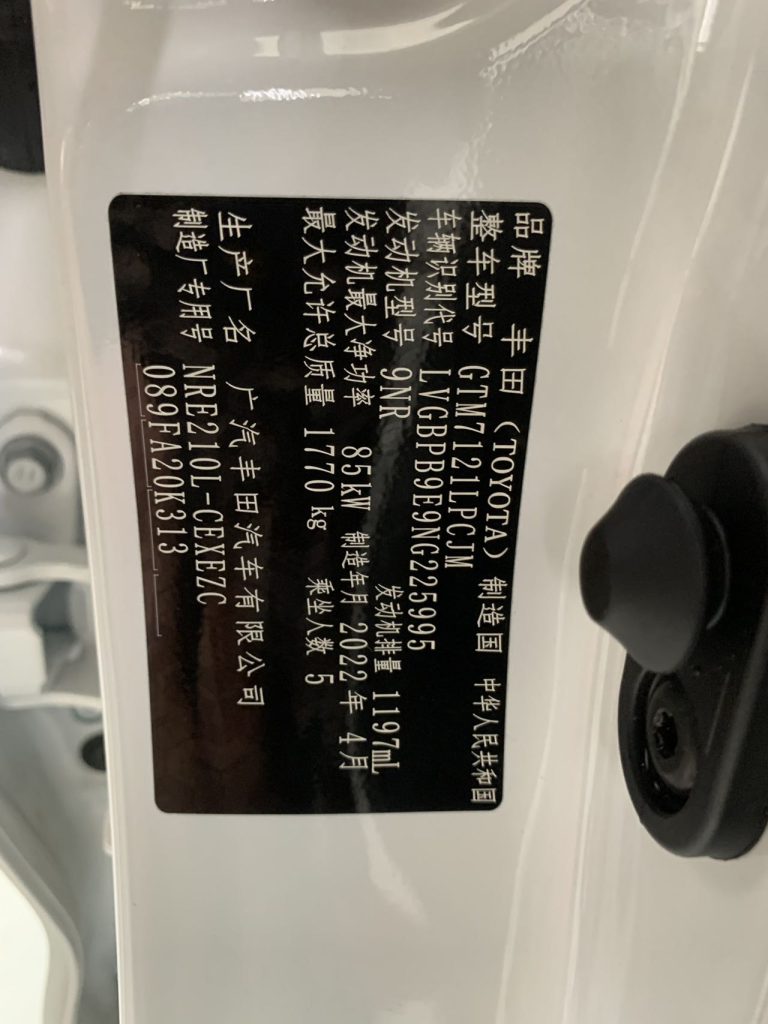 品牌 丰田 (TOYOTA) 制造国 中华人民共和国
整车型号 GTM7121LPCJM
车辆识别代号 LVGBPB9E9NG225995
发动机型号 9NR 发动机排量 1197mL
发动机最大净功率 85kW 制造年月 2022年 4月
最大允许总质量 1770 kg 乘坐人数 5
生产厂名 广汽丰田汽车有限公司
制造厂专用号 NRE210L-CEXEZC
089FA20K313